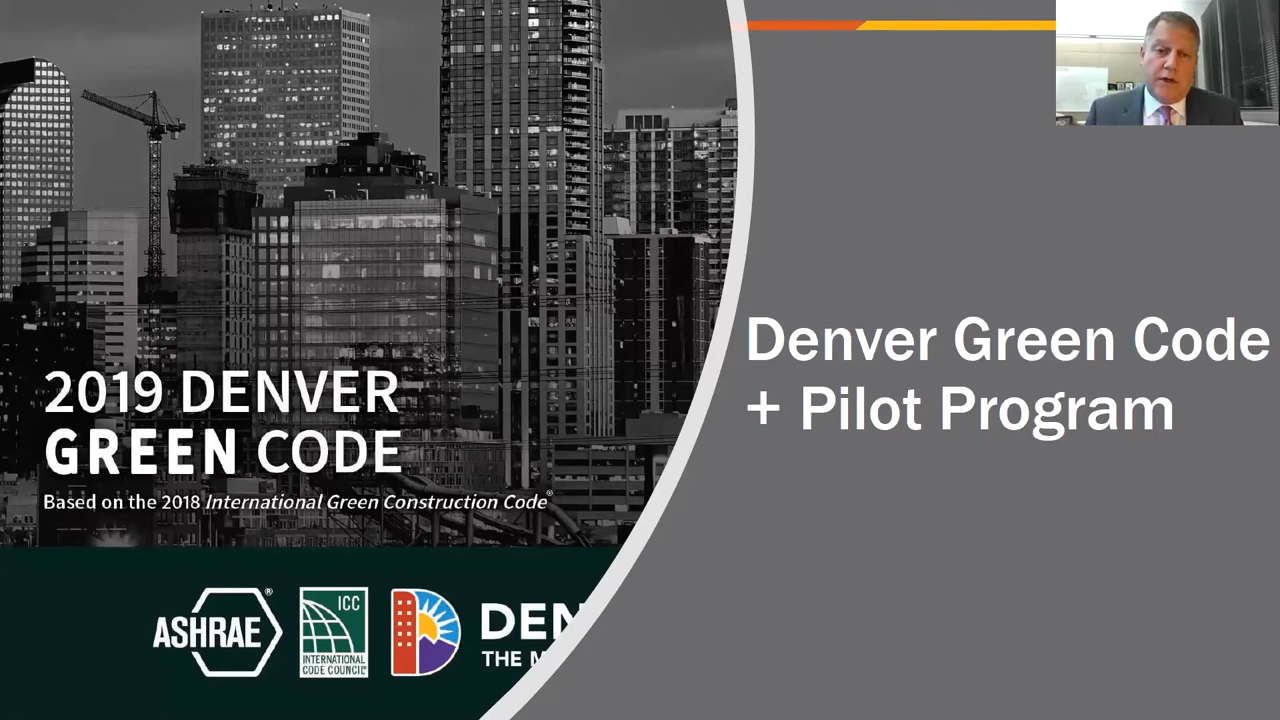 2019 DENVER
GREEN CODE
Based on the 2018 International Green Construction Code®
ASHRAE®
ICC
INTERNATIONAL
CODE COUNCIL®
DEN
THE M
Denver Green Code
+ Pilot Program